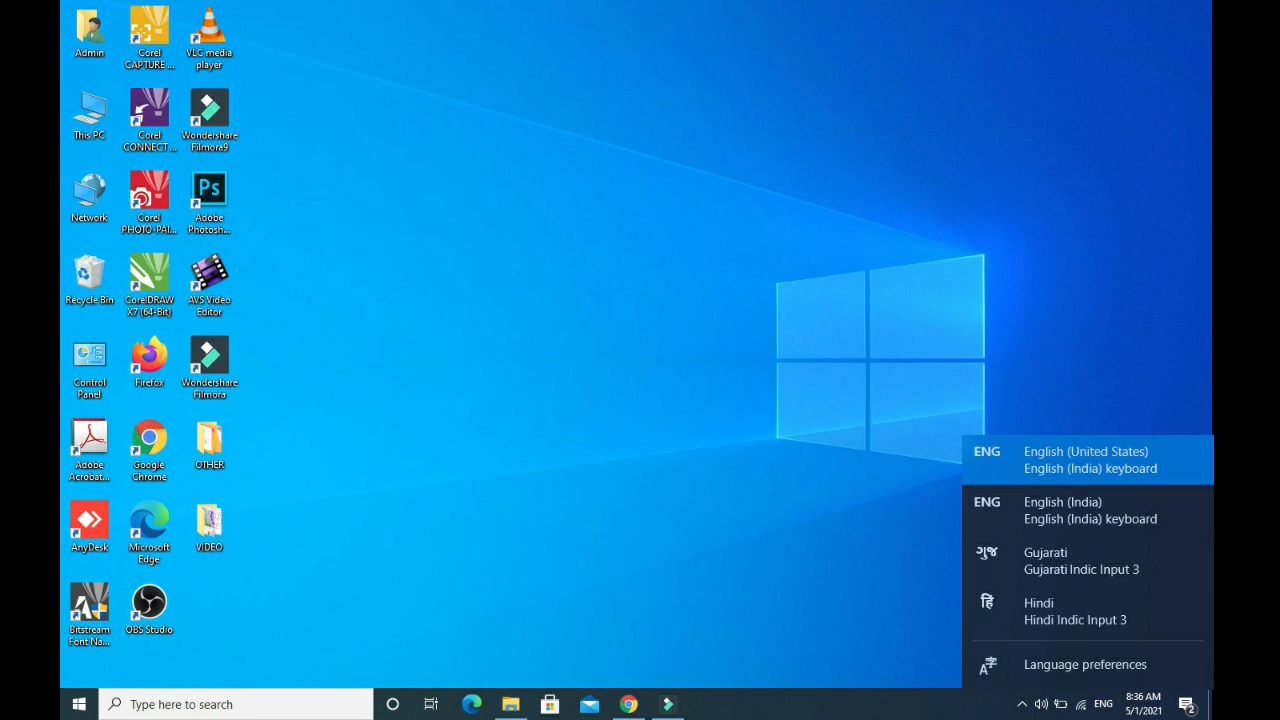 Admin
Corel
CAPTURE ...
VLC media
player
This PC
Corel
CONNECT ...
Wondershare
Filmora9
Network
Corel
PHOTO-PAI...
Ps
Adobe
Photosh...
Recycle Bin
CorelDRAW
X7 (64-Bit)
AVS Video
Editor
Control
Panel
Firefox
Wondershare
Filmora
Adobe
Acrobat...
Google
Chrome
OTHER
AnyDesk
Microsoft
Edge
VIDEO
Bitstream
Font Na...
OBS Studio
ENG English (United States)
English (India) keyboard
ENG English (India)
English (India) keyboard
ગુજ Gujarati
Gujarati Indic Input 3
हि Hindi
Hindi Indic Input 3
A字 Language preferences
Type here to search
ENG
8:36 AM
5/1/2021
2